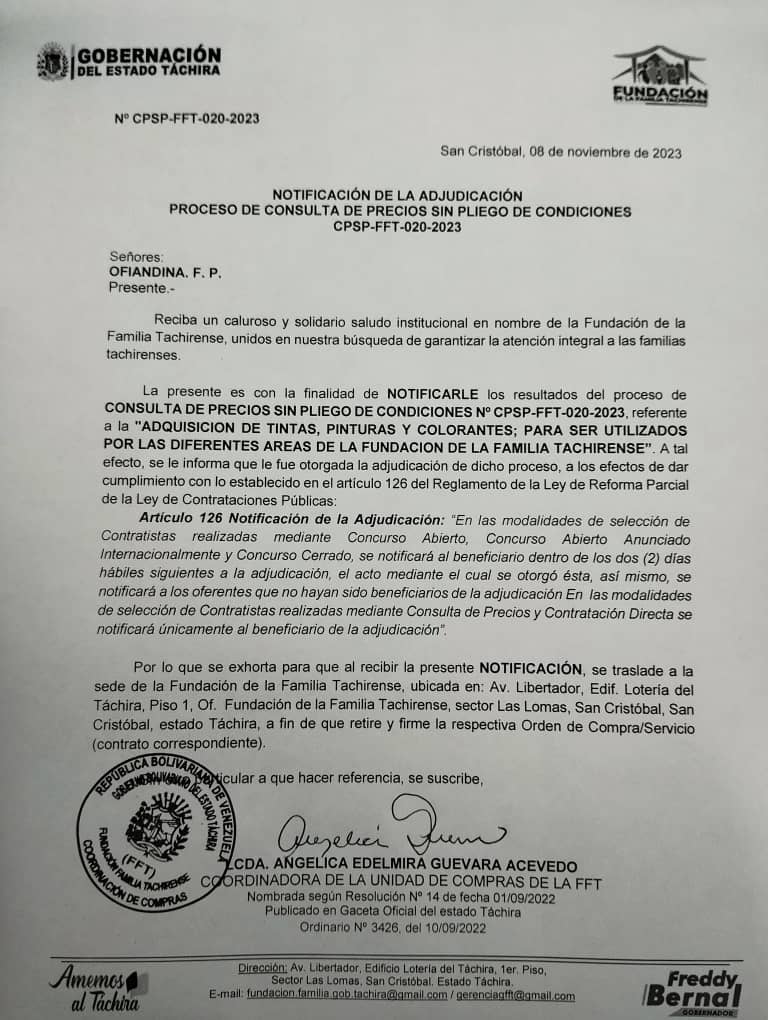 GOBERNACIÓN
DEL ESTADO TÁCHIRA
FUNDACIÓN
DE LA FAMILIA TACHIRENSE
Nº CPSP-FFT-020-2023
San Cristóbal, 08 de noviembre de 2023
NOTIFICACIÓN DE LA ADJUDICACIÓN
PROCESO DE CONSULTA DE PRECIOS SIN PLIEGO DE CONDICIONES
CPSP-FFT-020-2023
Señores:
OFIANDINA. F. P.
Presente.-
Reciba un caluroso y solidario saludo institucional en nombre de la Fundación de la
Familia Tachirense, unidos en nuestra búsqueda de garantizar la atención integral a las familias
tachirenses.
La presente es con la finalidad de NOTIFICARLE los resultados del proceso de
CONSULTA DE PRECIOS SIN PLIEGO DE CONDICIONES Nº CPSP-FFT-020-2023, referente
a la "ADQUISICION DE TINTAS, PINTURAS Y COLORANTES; PARA SER UTILIZADOS
POR LAS DIFERENTES AREAS DE LA FUNDACION DE LA FAMILIA TACHIRENSE". A tal
efecto, se le informa que le fue otorgada la adjudicación de dicho proceso, a los efectos de dar
cumplimiento con lo establecido en el artículo 126 del Reglamento de la Ley de Reforma Parcial
de la Ley de Contrataciones Públicas:
Artículo 126 Notificación de la Adjudicación: "En las modalidades de selección de
Contratistas realizadas mediante Concurso Abierto, Concurso Abierto Anunciado
Internacionalmente y Concurso Cerrado, se notificará al beneficiario dentro de los dos (2) días
hábiles siguientes a la adjudicación, el acto mediante el cual se otorgó ésta, así mismo, se
notificará a los oferentes que no hayan sido beneficiarios de la adjudicación En las modalidades
de selección de Contratistas realizadas mediante Consulta de Precios y Contratación Directa se
notificará únicamente al beneficiario de la adjudicación".
Por lo que se exhorta para que al recibir la presente NOTIFICACIÓN, se traslade a la
sede de la Fundación de la Familia Tachirense, ubicada en: Av. Libertador, Edif. Lotería del
Táchira, Piso 1, Of. Fundación de la Familia Tachirense, sector Las Lomas, San Cristóbal, San
Cristóbal, estado Táchira, a fin de que retire y firme la respectiva Orden de Compra/Servicio
(contrato correspondiente).
particular a que hacer referencia, se suscribe,
REPÚBLICA BOLIVARIANA DE VENEZUELA
GOBIERNO BOLIVARIANO DEL ESTADO TÁCHIRA
(FFT)
FUNDACIÓN FAMILIA TACHIRENSE
COORDINACIÓN DE COMPRAS
LCDA. ANGELICA EDELMIRA GUEVARA ACEVEDO
COORDINADORA DE LA UNIDAD DE COMPRAS DE LA FFT
Nombrada según Resolución Nº 14 de fecha 01/09/2022
Publicado en Gaceta Oficial del estado Táchira
Ordinario Nº 3426, del 10/09/2022
Amemos
al Táchira
Dirección: Av. Libertador, Edificio Lotería del Táchira, 1er. Piso,
Sector Las Lomas, San Cristóbal. Estado Táchira.
E-mail: fundacion.familia.gob.tachira@gmail.com / gerenciagfft@gmail.com
Freddy
Bernal
GOBERNADOR